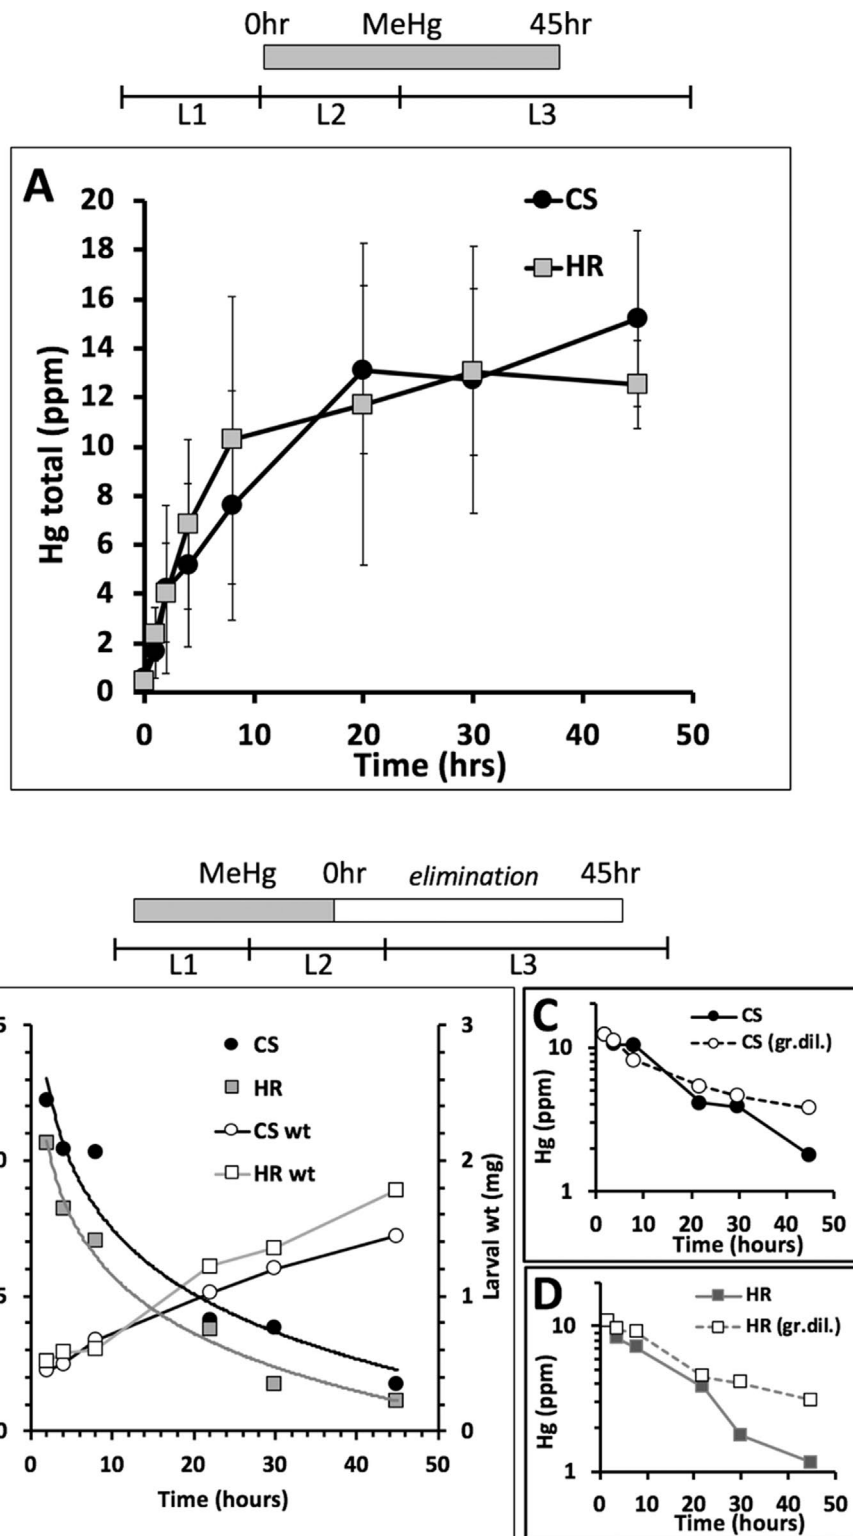 0hr MeHg 45hr
L1 L2 L3
A
20
18
16
14
12
10
8
6
4
2
0
CS
HR
Hg total (ppm)
0 10 20 30 40 50
Time (hrs)
MeHg 0hr elimination 45hr
L1 L2 L3
5
0
5
0
CS
HR
CS wt
HR wt
3
2
1
0
Larval wt (mg)
0 10 20 30 40 50
Time (hours)
C
CS
CS (gr.dil.)
10
1
Hg (ppm)
0 10 20 30 40 50
Time (hours)
D
HR
HR (gr.dil.)
10
1
Hg (ppm)
0 10 20 30 40 50
Time (hours)